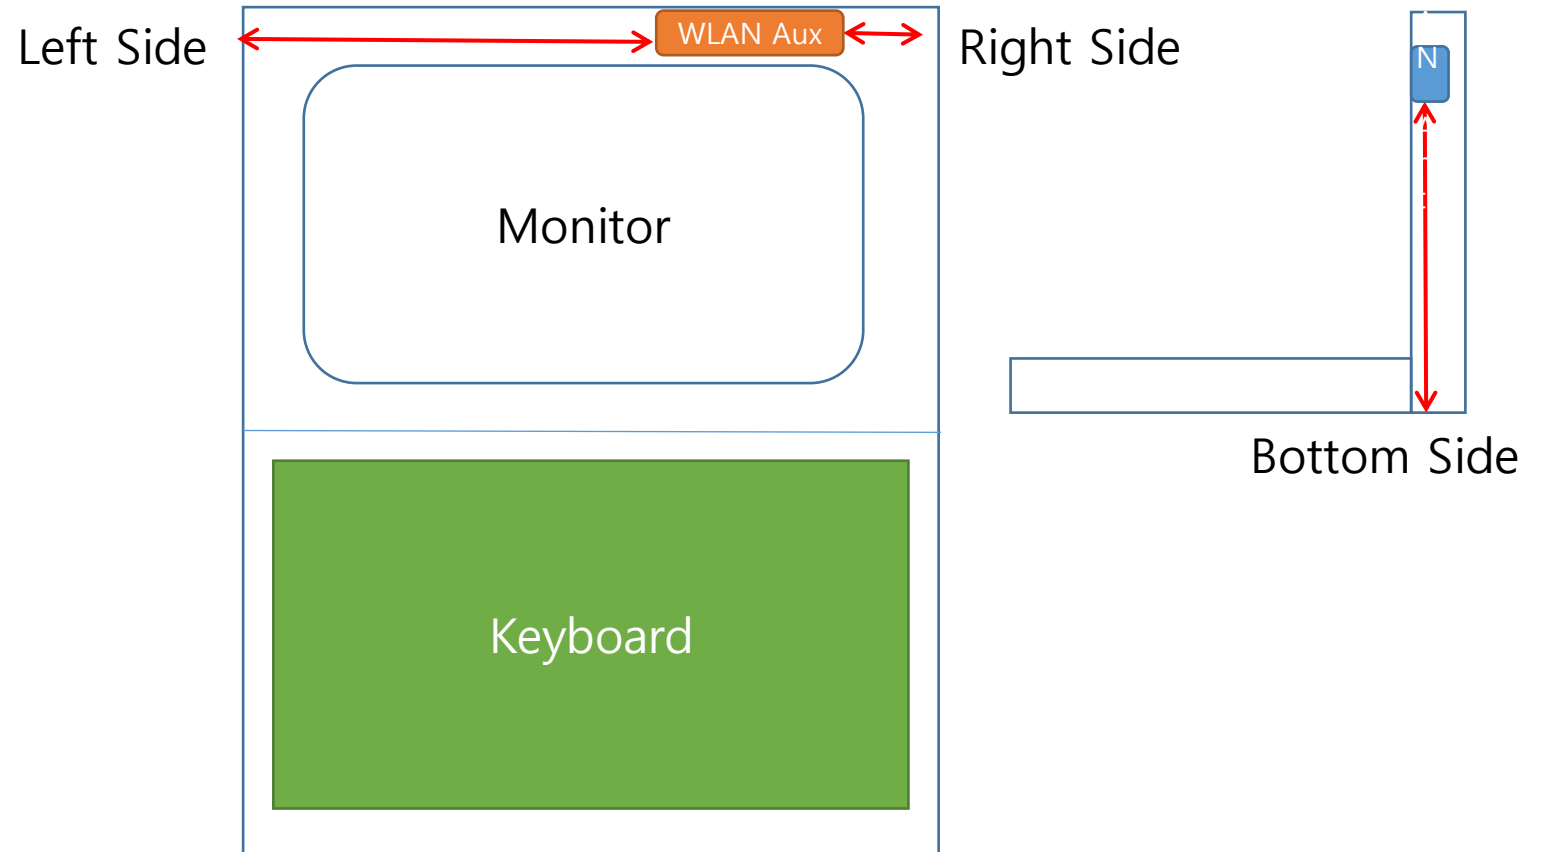 Left Side
WLAN Aux
Right Side
N
Monitor
Bottom Side
Keyboard